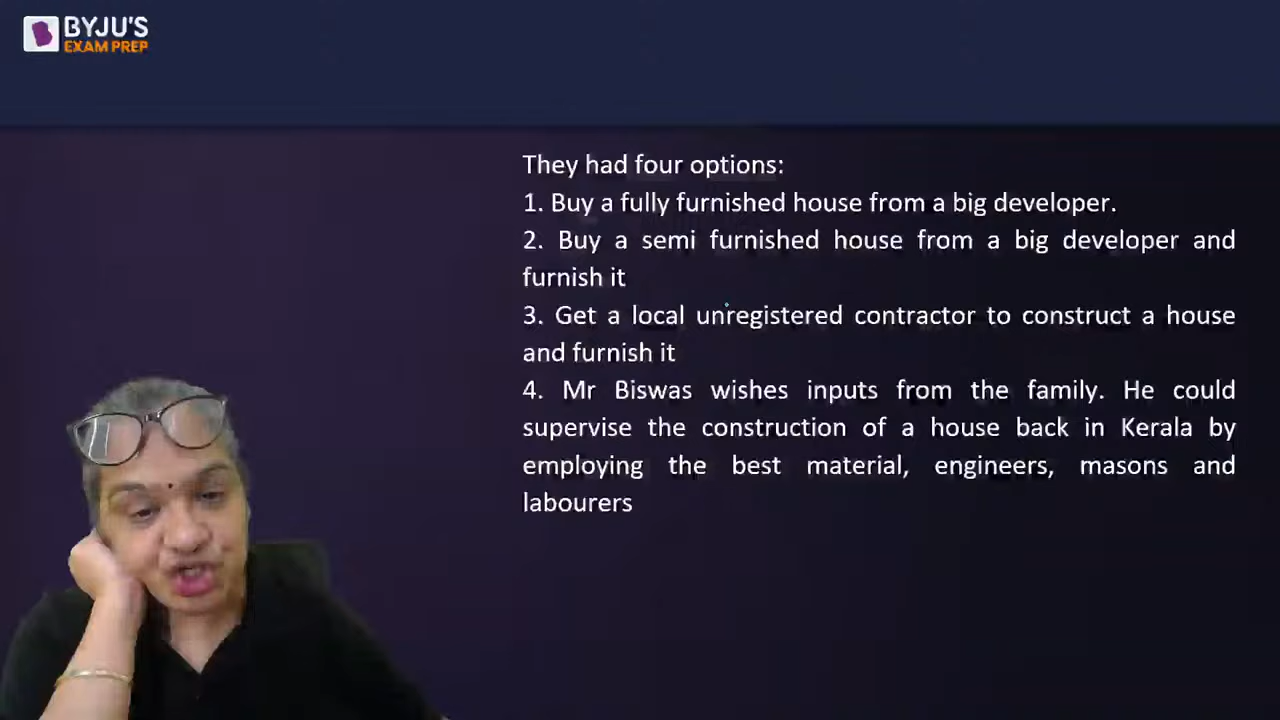 BYJU'S
EXAM PREP
They had four options:
1. Buy a fully furnished house from a big developer.
2. Buy a semi furnished house from a big developer and
furnish it
3. Get a local unregistered contractor to construct a house
and furnish it
4. Mr Biswas wishes inputs from the family. He could
supervise the construction of a house back in Kerala by
employing the best material, engineers, masons and
labourers